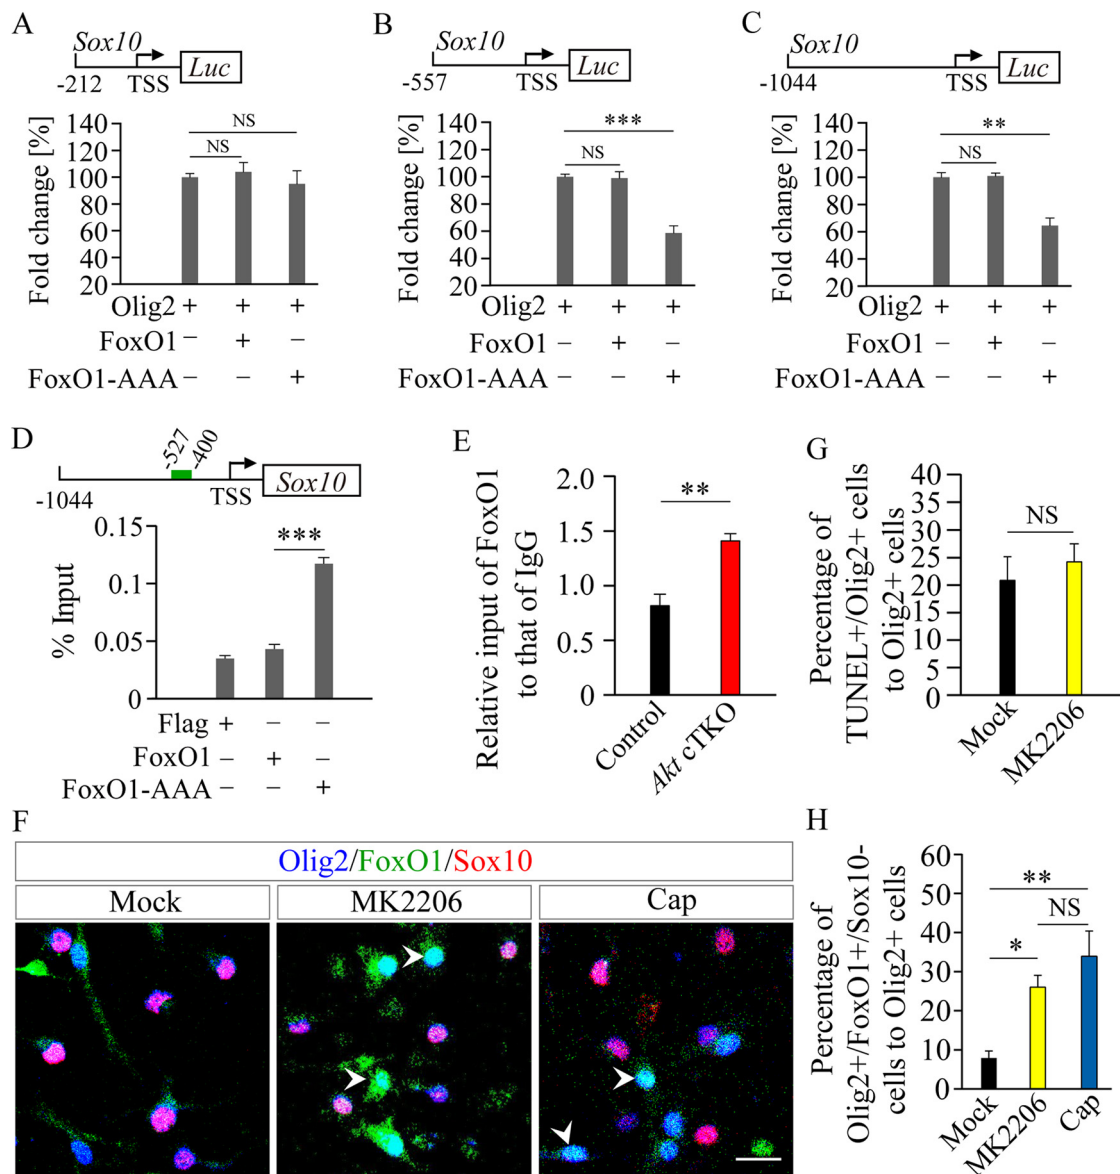 A
Sox10
-212
TSS
Luc
Fold change [%]
140
120
100
80
60
40
20
NS
NS
Olig2 + + +
FoxO1 − + −
FoxO1-AAA − − +
B
Sox10
-557
TSS
Luc
Fold change [%]
140
120
100
80
60
40
20
***
NS
Olig2 + + +
FoxO1 − + −
FoxO1-AAA − − +
C
Sox10
-1044
TSS
Luc
Fold change [%]
140
120
100
80
60
40
20
**
NS
Olig2 + + +
FoxO1 − + −
FoxO1-AAA − − +
D
-527
-400
-1044
TSS
Sox10
% Input
0.15
0.1
0.05
0
***
Flag + − −
FoxO1 − + −
FoxO1-AAA − − +
E
Relative input of FoxO1
to that of IgG
2.0
1.5
1.0
0.5
0
**
Control
Akt cTKO
G
Percentage of
TUNEL+/Olig2+ cells
to Olig2+ cells
40
35
30
25
20
15
10
5
0
NS
Mock
MK2206
F
Olig2/FoxO1/Sox10
Mock
MK2206
Cap
H
Percentage of
Olig2+/FoxO1+/Sox10-
cells to Olig2+ cells
60
50
40
30
20
10
0
**
NS
*
Mock
MK2206
Cap